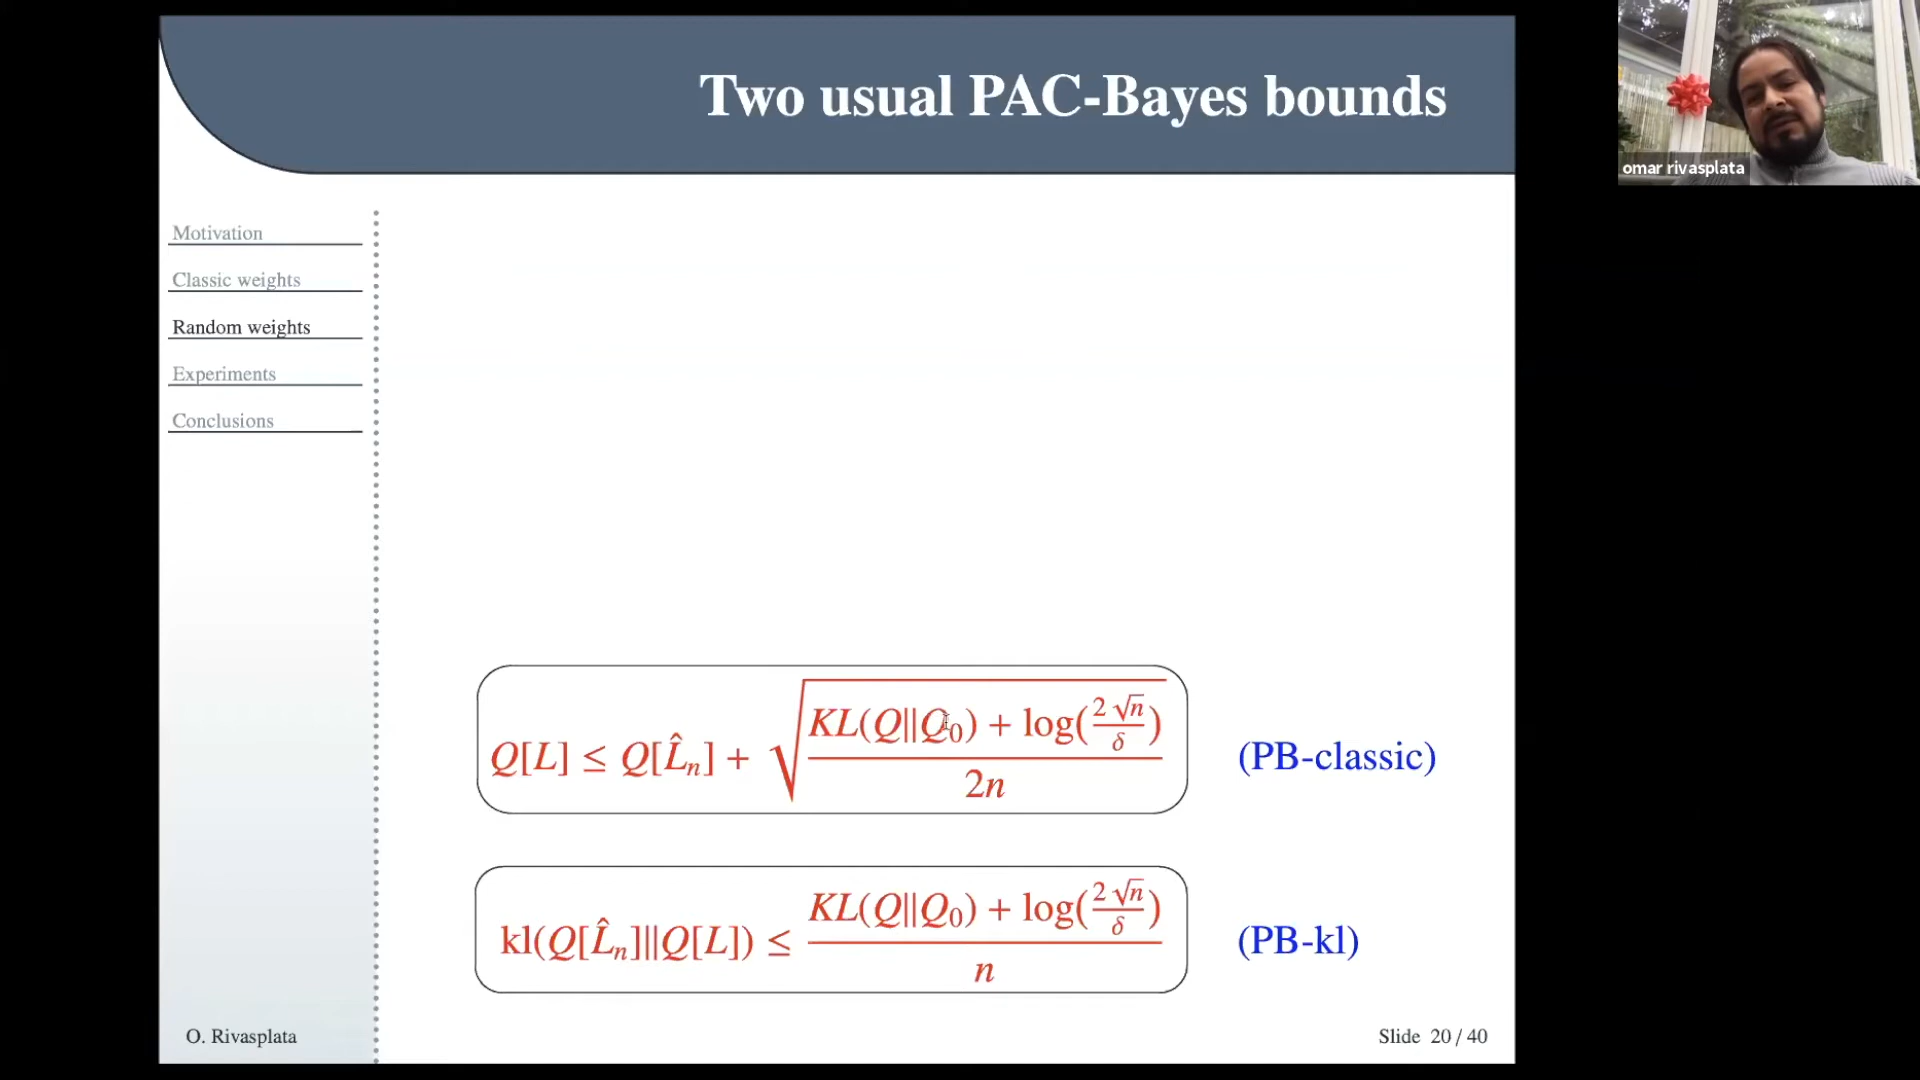 Two usual PAC-Bayes bounds
omar rivasplata
Motivation
Classic weights
Random weights
Experiments
Conclusions
Q[L] ≤ Q[L̂ₙ] + √((KL(Q||Q₀) + log(2√n/δ))/(2n)) (PB-classic)
kl(Q[L̂ₙ]||Q[L]) ≤ (KL(Q||Q₀) + log(2√n/δ))/n (PB-kl)
O. Rivasplata
Slide 20 / 40